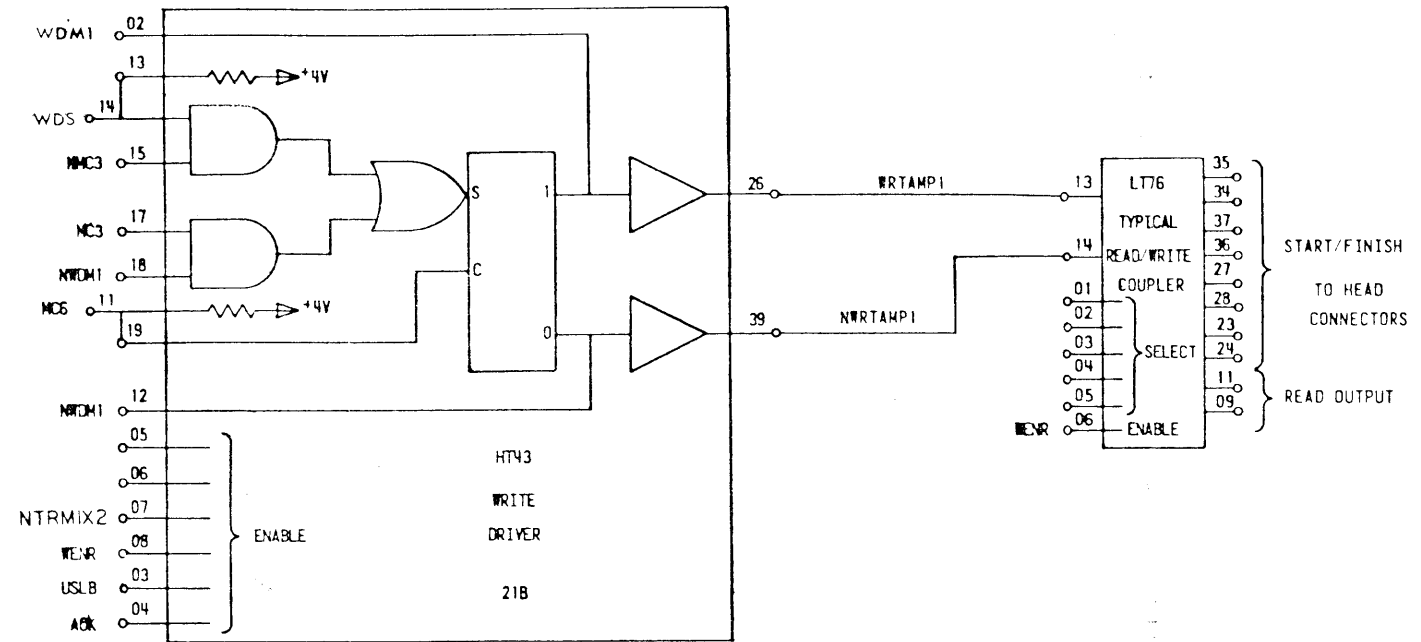 WDM1 02
13
+4V
WDS 14
NMC3 15
MC3 17
NWDM1 18
MC6 11
+4V
19
NWDM1 12
05
06
NTRMIX2 07
WENR 08
USLB 03
AOK 04
ENABLE
S
C
1
0
HT43
WRITE
DRIVER
21B
26 WRTAMP1 13
39 NWRTAMP1 14
LT76
TYPICAL
READ/WRITE
COUPLER
01
02
03
04
05
SELECT
WENR 06 ENABLE
35
34
37
36
27
28
23
24
START/FINISH
TO HEAD
CONNECTORS
11
09
READ OUTPUT